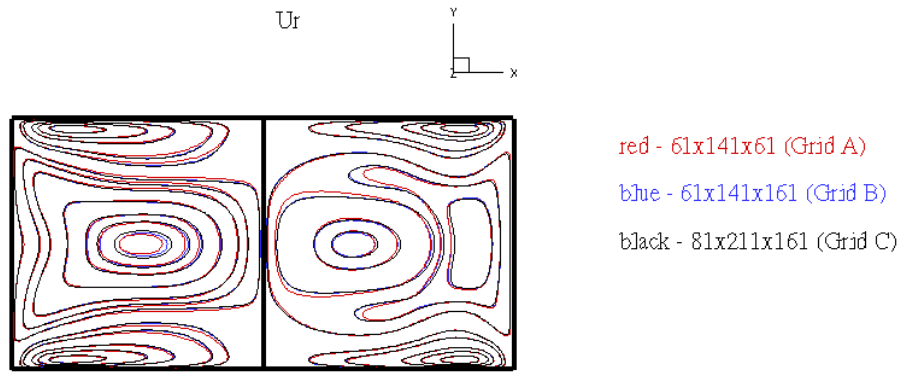 Ur
Y
Z X
red - 61x141x61 (Grid A)
blue - 61x141x161 (Grid B)
black - 81x211x161 (Grid C)